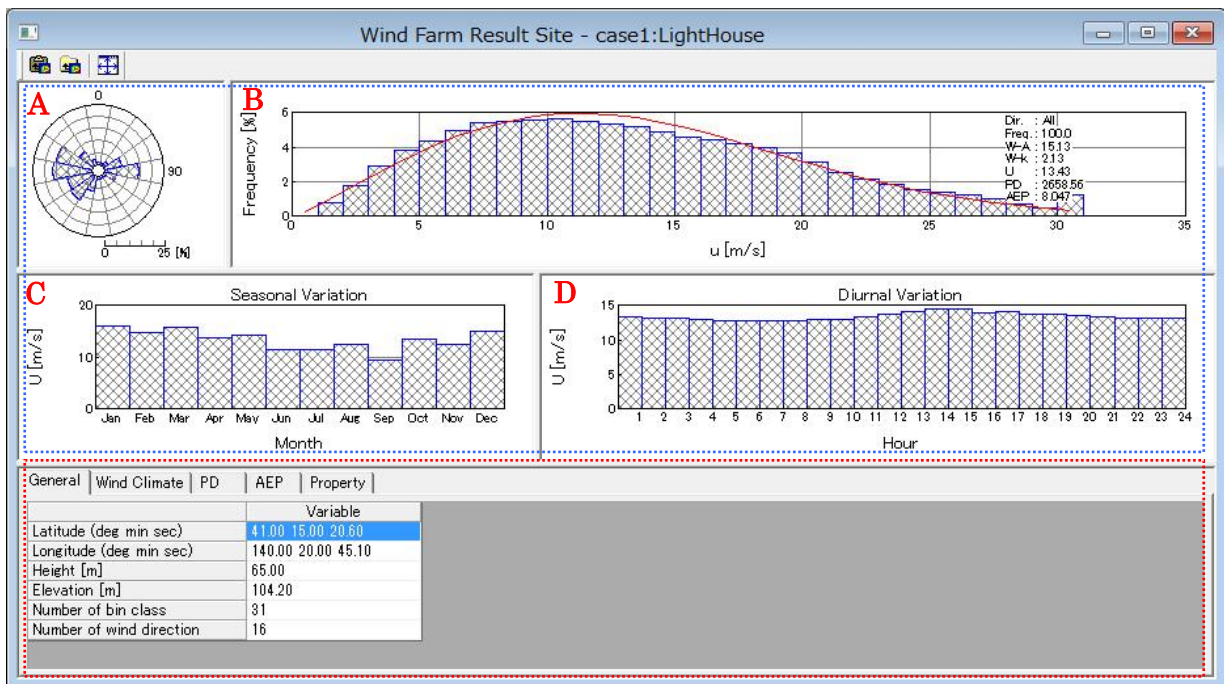 Wind Farm Result Site - case1:LightHouse
A
0
90
0 25 [%]
B
Frequency [%]
6
4
2
0
0 5 10 15 20 25 30 35
u [m/s]
Dir. : All
Freq.: 100.0
W-A : 15.13
W-k : 2.13
U : 13.43
PD : 2658.56
AEP : 8.047
C
Seasonal Variation
U [m/s]
20
10
0
Jan Feb Mar Apr May Jun Jul Aug Sep Oct Nov Dec
Month
D
Diurnal Variation
U [m/s]
15
10
5
0
1 2 3 4 5 6 7 8 9 10 11 12 13 14 15 16 17 18 19 20 21 22 23 24
Hour
General Wind Climate PD AEP Property
Variable
Latitude (deg min sec) 41.00 15.00 20.60
Longitude (deg min sec) 140.00 20.00 45.10
Height [m] 65.00
Elevation [m] 104.20
Number of bin class 31
Number of wind direction 16